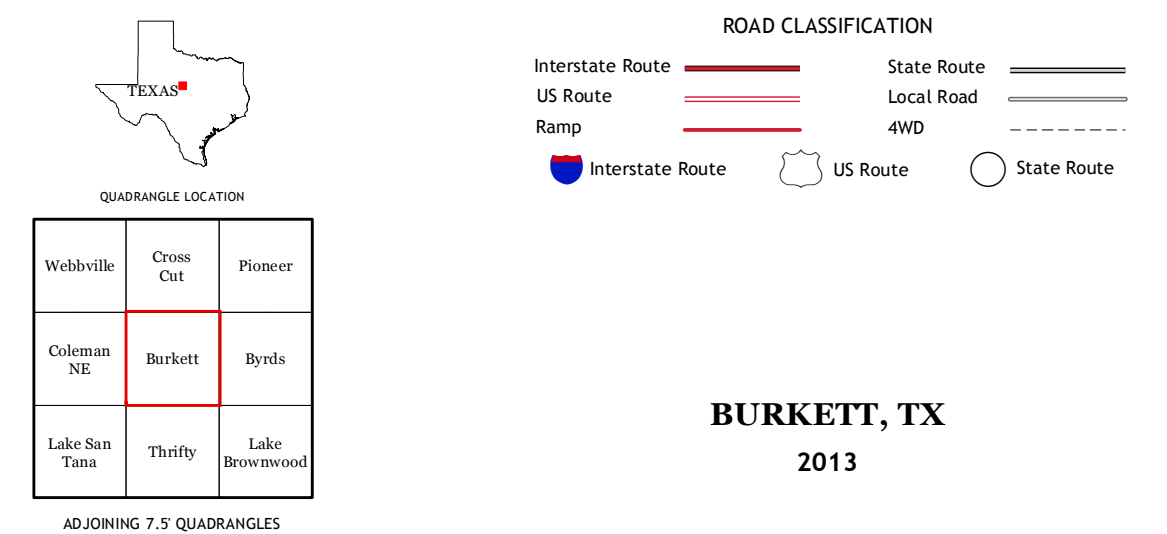 TEXAS
QUADRANGLE LOCATION
Webbville
Cross
Cut
Pioneer
Coleman
NE
Burkett
Byrds
Lake San
Tana
Thrifty
Lake
Brownwood
ADJOINING 7.5' QUADRANGLES
ROAD CLASSIFICATION
Interstate Route
State Route
US Route
Local Road
Ramp
4WD
Interstate Route
US Route
State Route
BURKETT, TX
2013